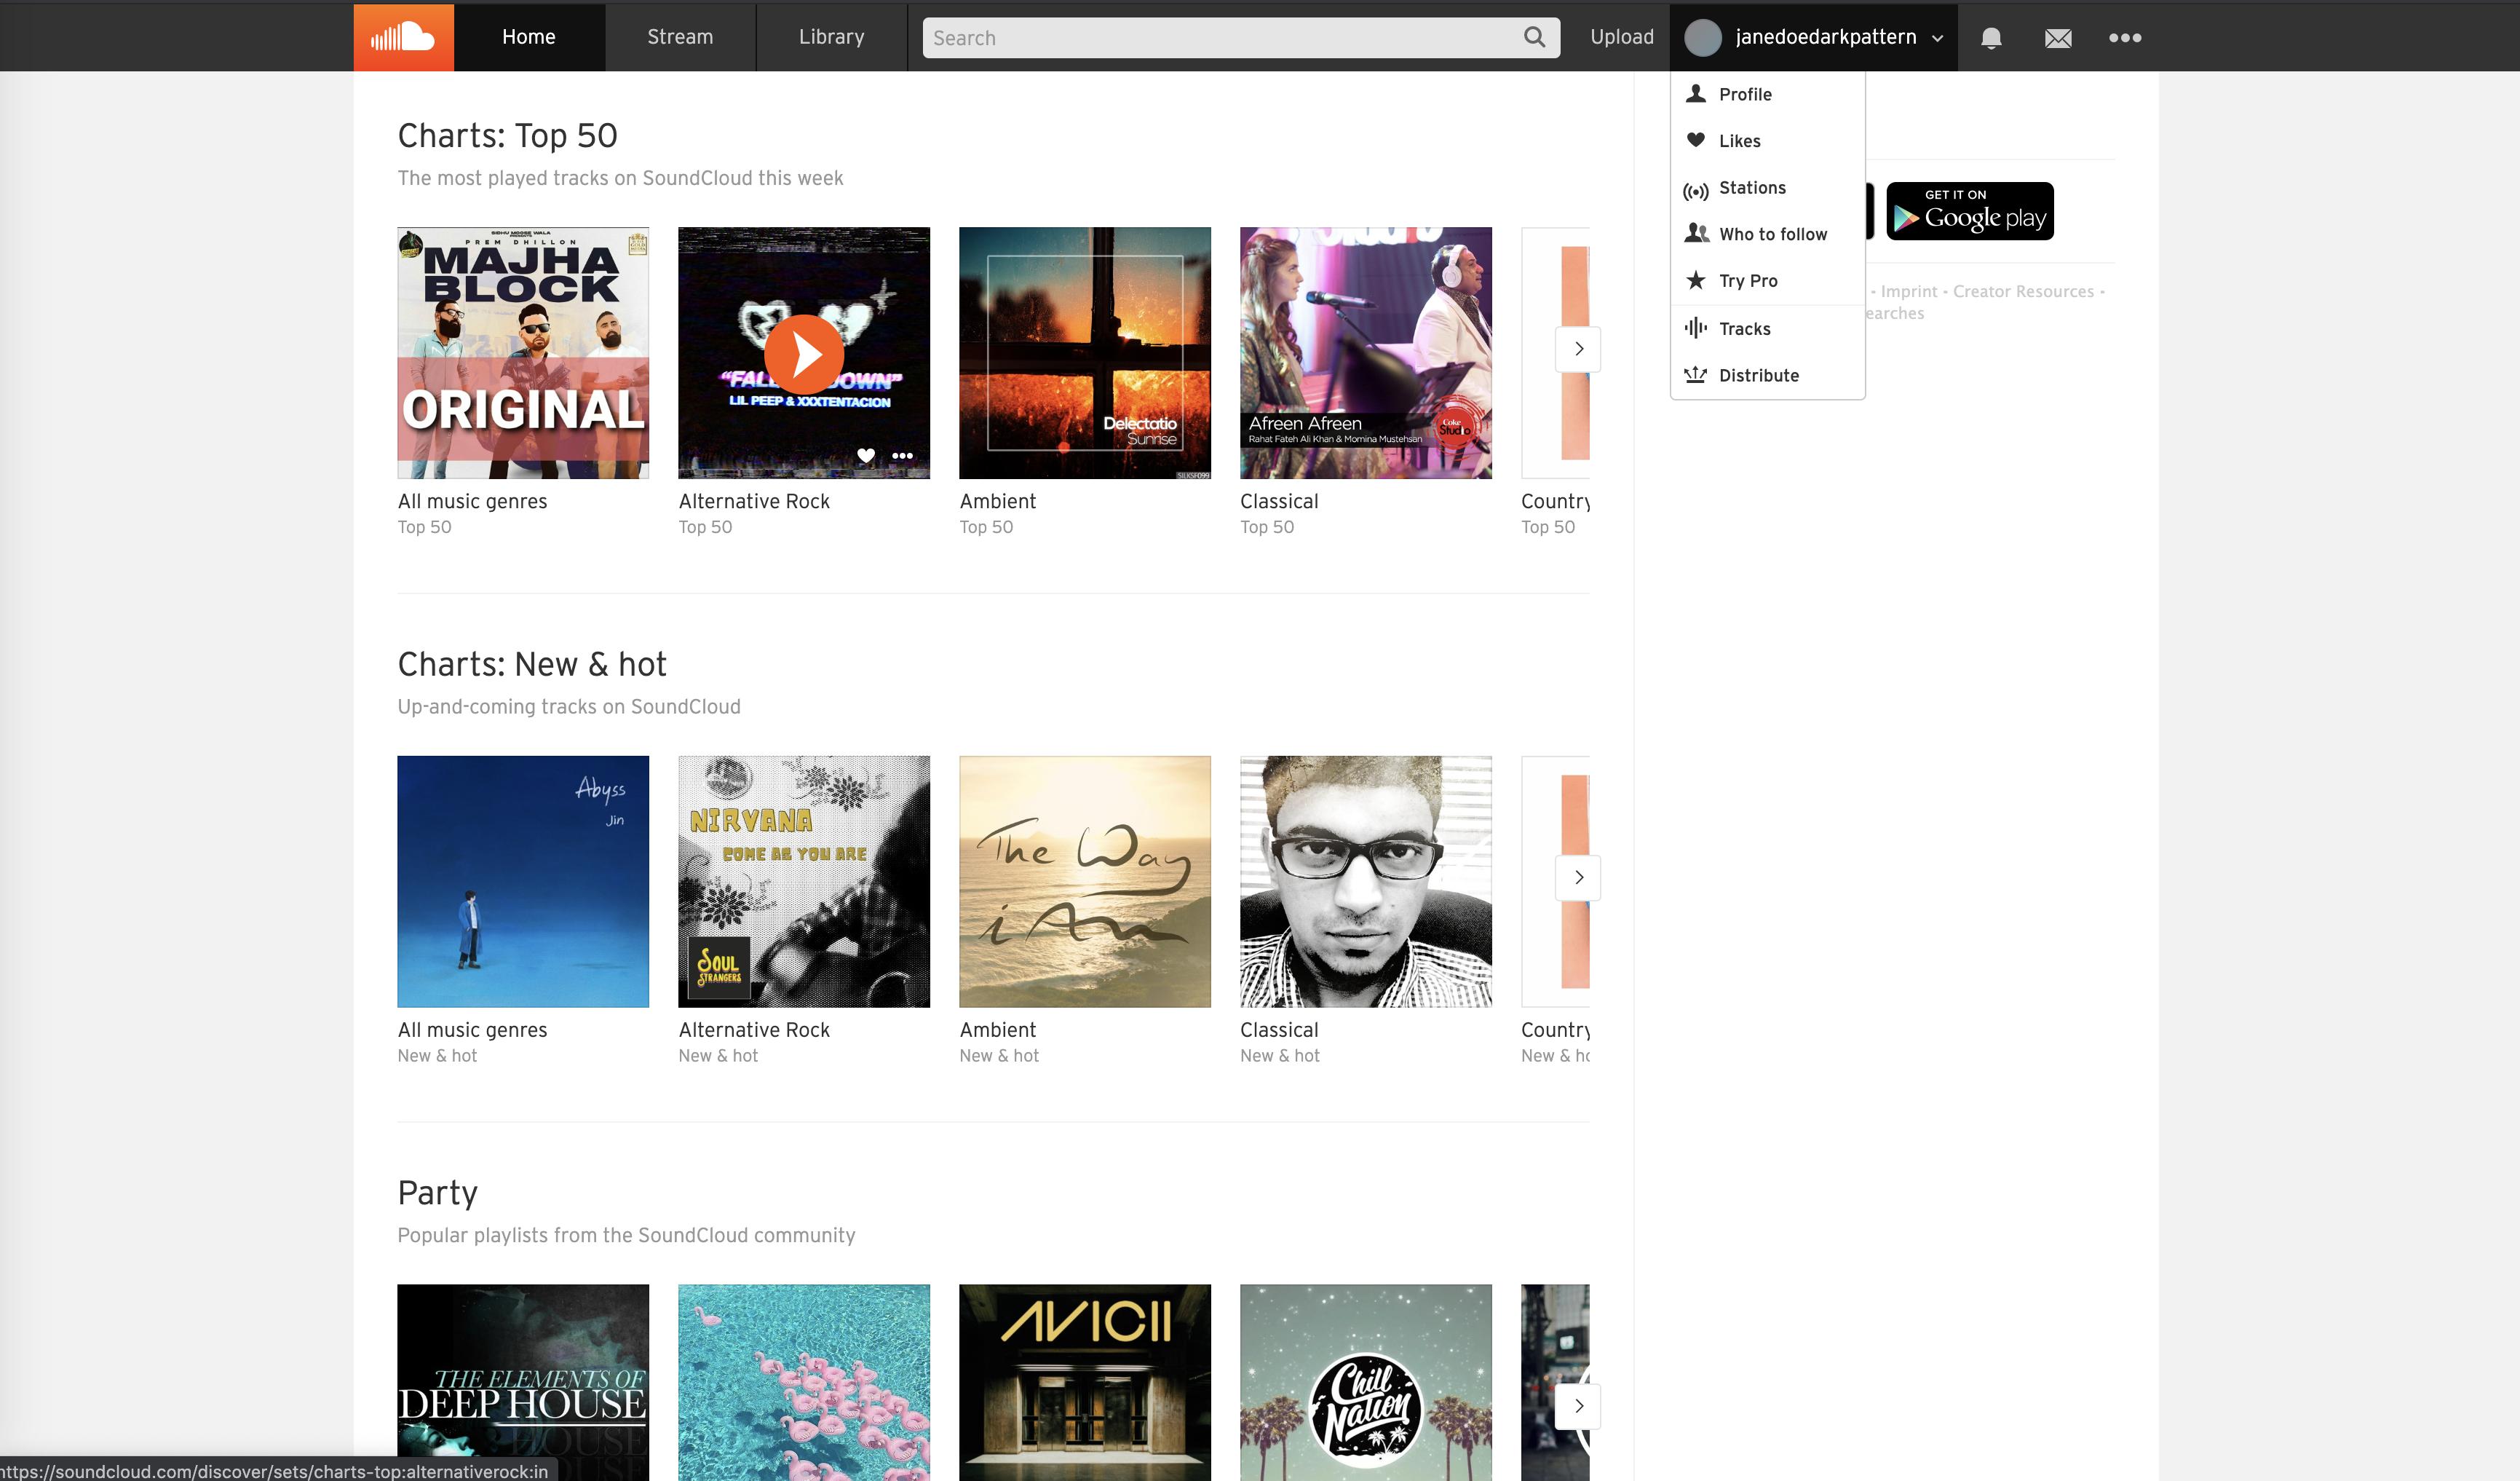 Home
Stream
Library
Search
Upload
janedoedarkpattern
Profile
Likes
Stations
Who to follow
Try Pro
Tracks
Distribute
GET IT ON
Google play
- Imprint - Creator Resources -
earches
Charts: Top 50
The most played tracks on SoundCloud this week
SIDHU MOOSE WALA
PREM DHILLON
MAJHA
BLOCK
ORIGINAL
"FALL DOWN"
LIL PEEP & XXXTENTACION
Delectatio
Sunrise
SILKSF099
Afreen Afreen
Rahat Fateh Ali Khan & Momina Mustehsan
Coke
Studio
All music genres
Top 50
Alternative Rock
Top 50
Ambient
Top 50
Classical
Top 50
Country
Top 50
Charts: New & hot
Up-and-coming tracks on SoundCloud
Abyss
Jin
NIRVANA
COME AS YOU ARE
SOUL
STRANGERS
The Way
i Am
All music genres
New & hot
Alternative Rock
New & hot
Ambient
New & hot
Classical
New & hot
Country
New & ho
Party
Popular playlists from the SoundCloud community
THE ELEMENTS OF
DEEP HOUSE
HOUSE
AVICII
Chill
Nation
https://soundcloud.com/discover/sets/charts-top:alternativerock:in